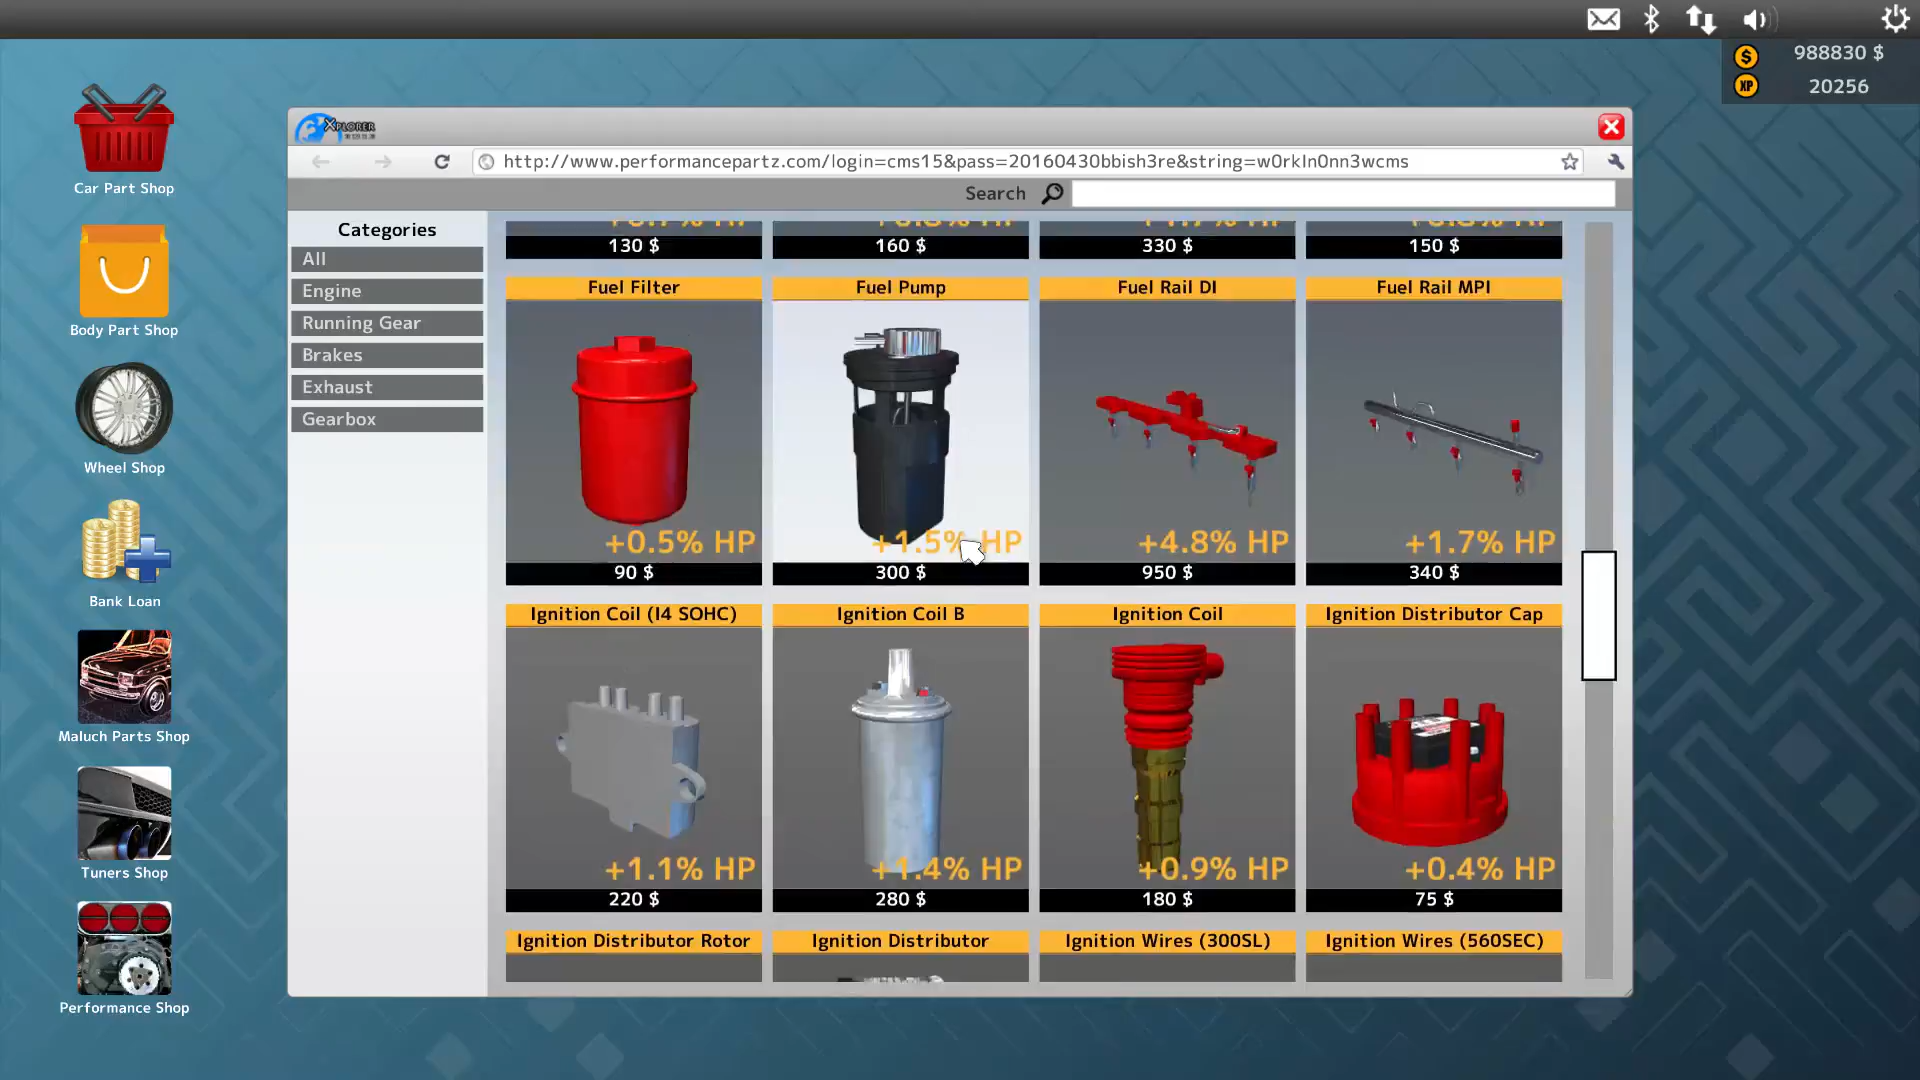 988830 $
XP 20256
XPLORER
http://www.performancepartz.com/login=cms15&pass=20160430bbish3re&string=w0rkIn0nn3wcms
Search
Categories
All
Engine
Running Gear
Brakes
Exhaust
Gearbox
Car Part Shop
Body Part Shop
Wheel Shop
Bank Loan
Maluch Parts Shop
Tuners Shop
Performance Shop
130 $ 160 $ 330 $ 150 $
Fuel Filter Fuel Pump Fuel Rail DI Fuel Rail MPI
+0.5% HP +1.5% HP +4.8% HP +1.7% HP
90 $ 300 $ 950 $ 340 $
Ignition Coil (I4 SOHC) Ignition Coil B Ignition Coil Ignition Distributor Cap
+1.1% HP +1.4% HP +0.9% HP +0.4% HP
220 $ 280 $ 180 $ 75 $
Ignition Distributor Rotor Ignition Distributor Ignition Wires (300SL) Ignition Wires (560SEC)